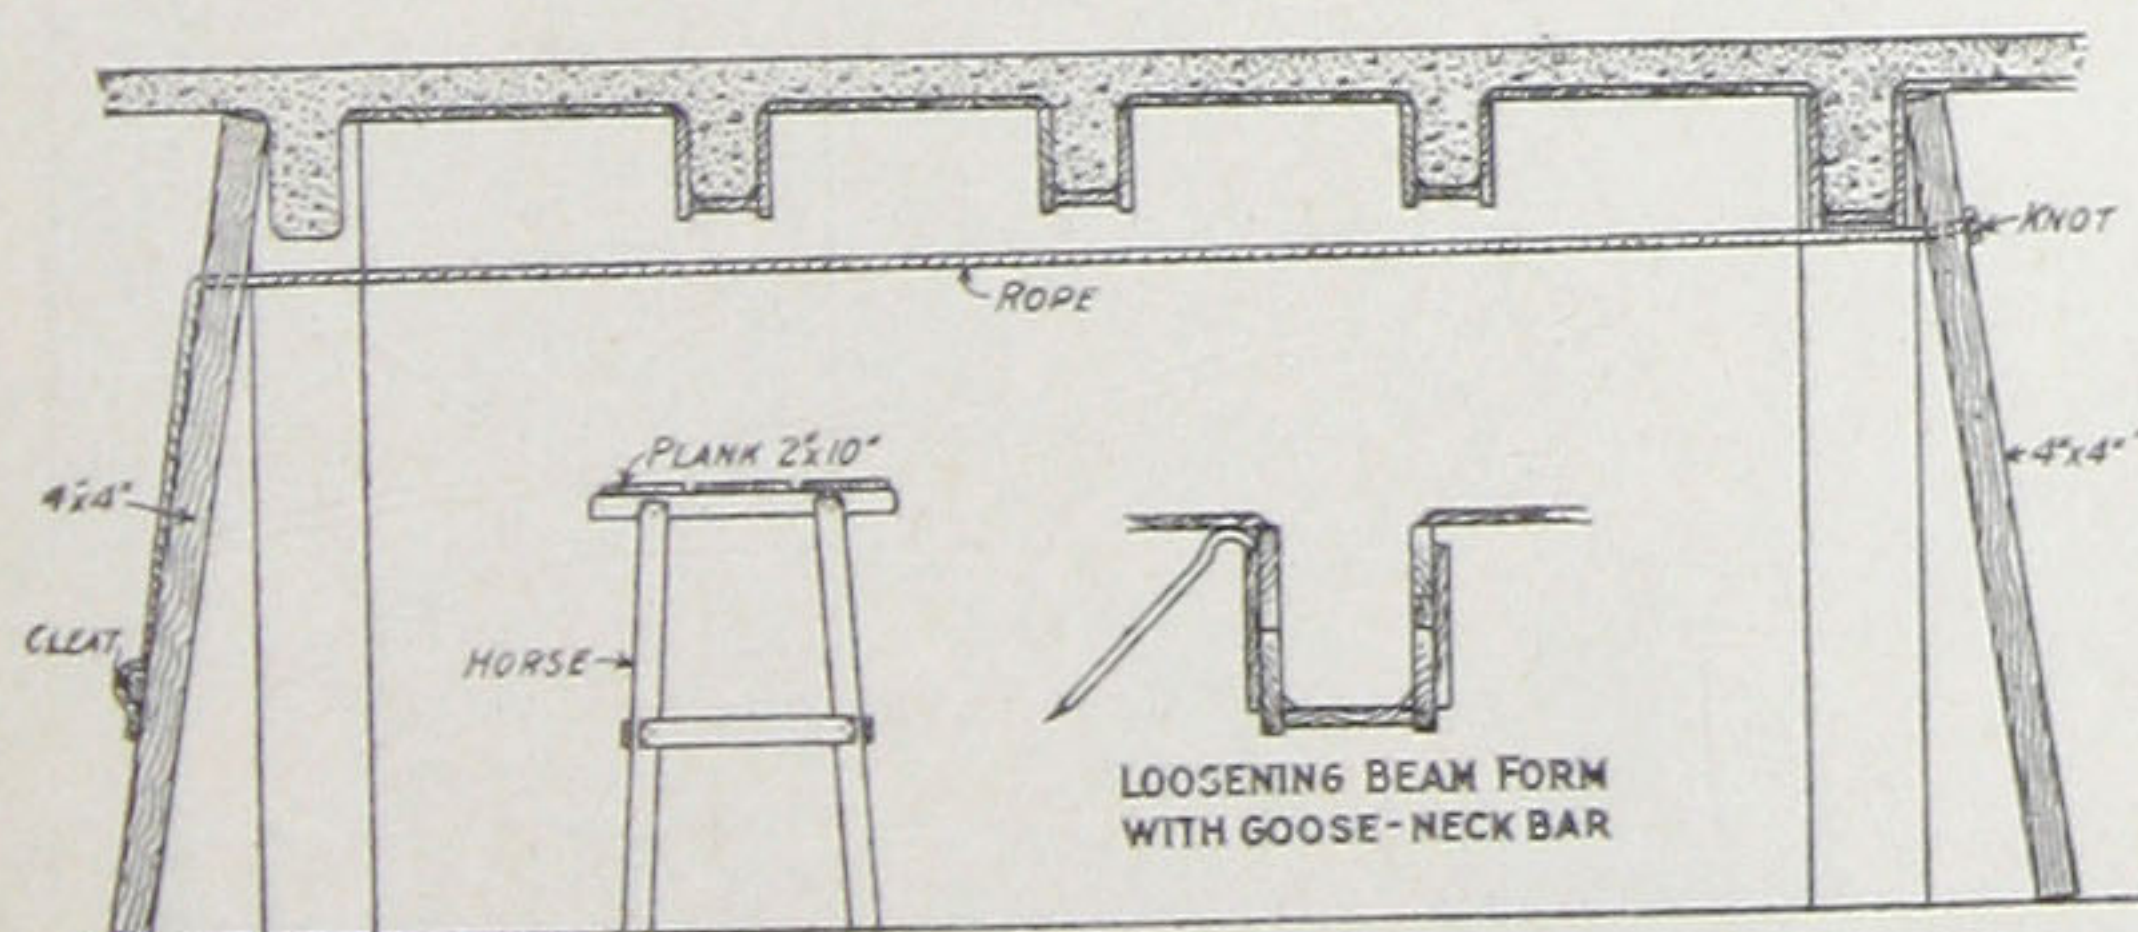 KNOT
ROPE
PLANK 2"x10"
4"x4"
4"x4"
CLEAT
HORSE
LOOSENING BEAM FORM
WITH GOOSE-NECK BAR